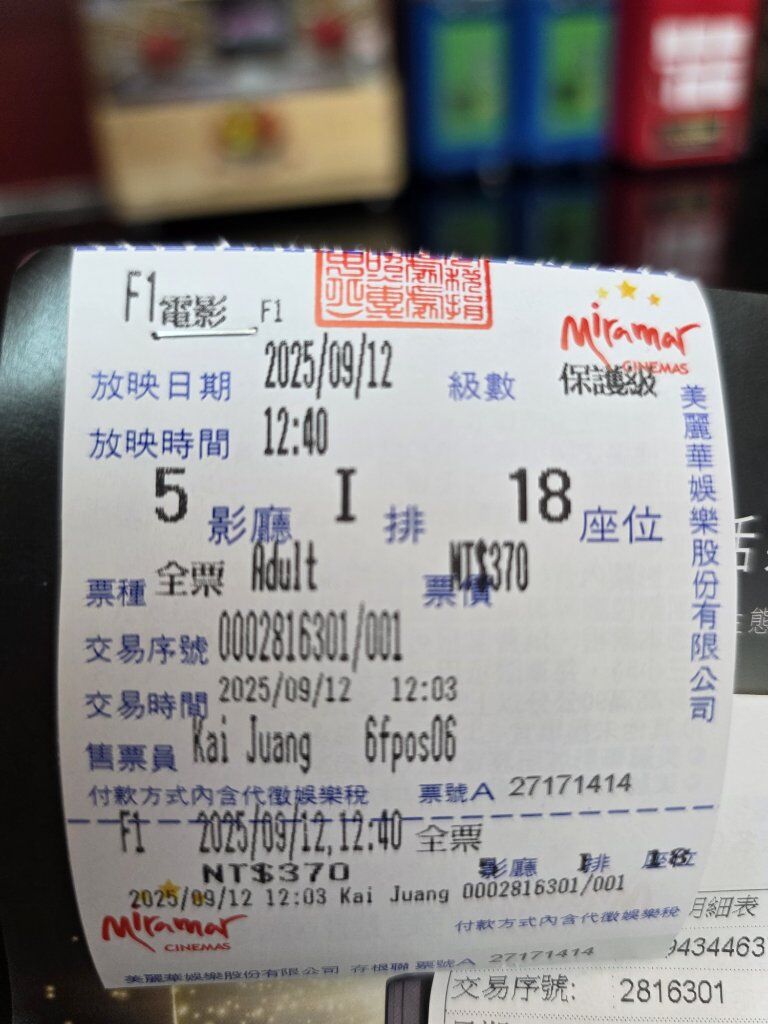 F1電影 F1
Miramar
CINEMAS
放映日期 2025/09/12 級數 保護級
放映時間 12:40
5 影廳 I 排 18 座位
票種 全票 Adult 票價 NT$370
交易序號 0002816301/001
交易時間 2025/09/12 12:03
售票員 Kai Juang 6fpos06
付款方式內含代徵娛樂稅 票號A 27171414
美麗華娛樂股份有限公司
F1 2025/09/12,12:40 全票
NT$370 影廳 I 排 18 座位
2025/09/12 12:03 Kai Juang 0002816301/001
Miramar
CINEMAS
付款方式內含代徵娛樂稅
美麗華娛樂股份有限公司 存根聯 票號A 27171414
月細表
9434463
交易序號: 2816301